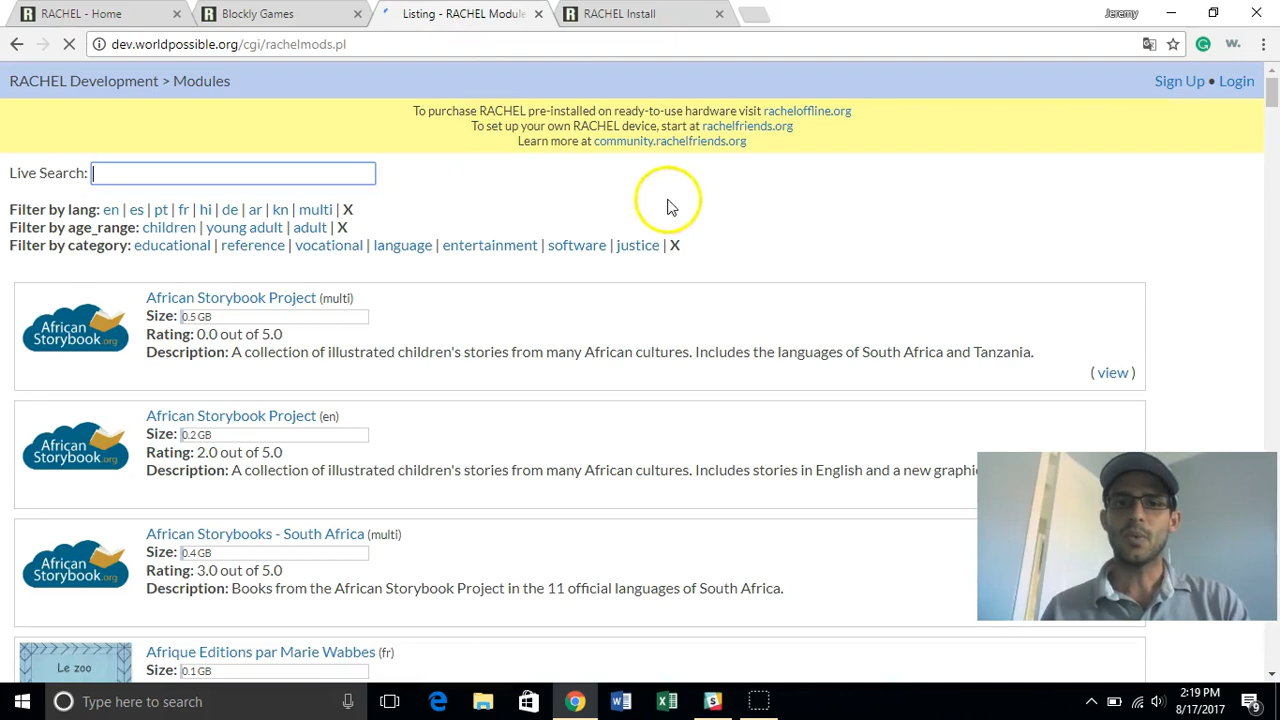 RACHEL - Home
Blockly Games
Listing - RACHEL Module
RACHEL Install
Jeremy
dev.worldpossible.org/cgi/rachelmods.pl
RACHEL Development > Modules
Sign Up • Login
To purchase RACHEL pre-installed on ready-to-use hardware visit racheloffline.org
To set up your own RACHEL device, start at rachelfriends.org
Learn more at community.rachelfriends.org
Live Search:
Filter by lang: en | es | pt | fr | hi | de | ar | kn | multi | X
Filter by age_range: children | young adult | adult | X
Filter by category: educational | reference | vocational | language | entertainment | software | justice | X
African Storybook.org
African Storybook Project (multi)
Size: 0.5 GB
Rating: 0.0 out of 5.0
Description: A collection of illustrated children's stories from many African cultures. Includes the languages of South Africa and Tanzania.
( view )
African Storybook.org
African Storybook Project (en)
Size: 0.2 GB
Rating: 2.0 out of 5.0
Description: A collection of illustrated children's stories from many African cultures. Includes stories in English and a new graphi
African Storybook.org
African Storybooks - South Africa (multi)
Size: 0.4 GB
Rating: 3.0 out of 5.0
Description: Books from the African Storybook Project in the 11 official languages of South Africa.
Le zoo
Afrique Editions par Marie Wabbes (fr)
Size: 0.1 GB
Type here to search
2:19 PM
8/17/2017
9